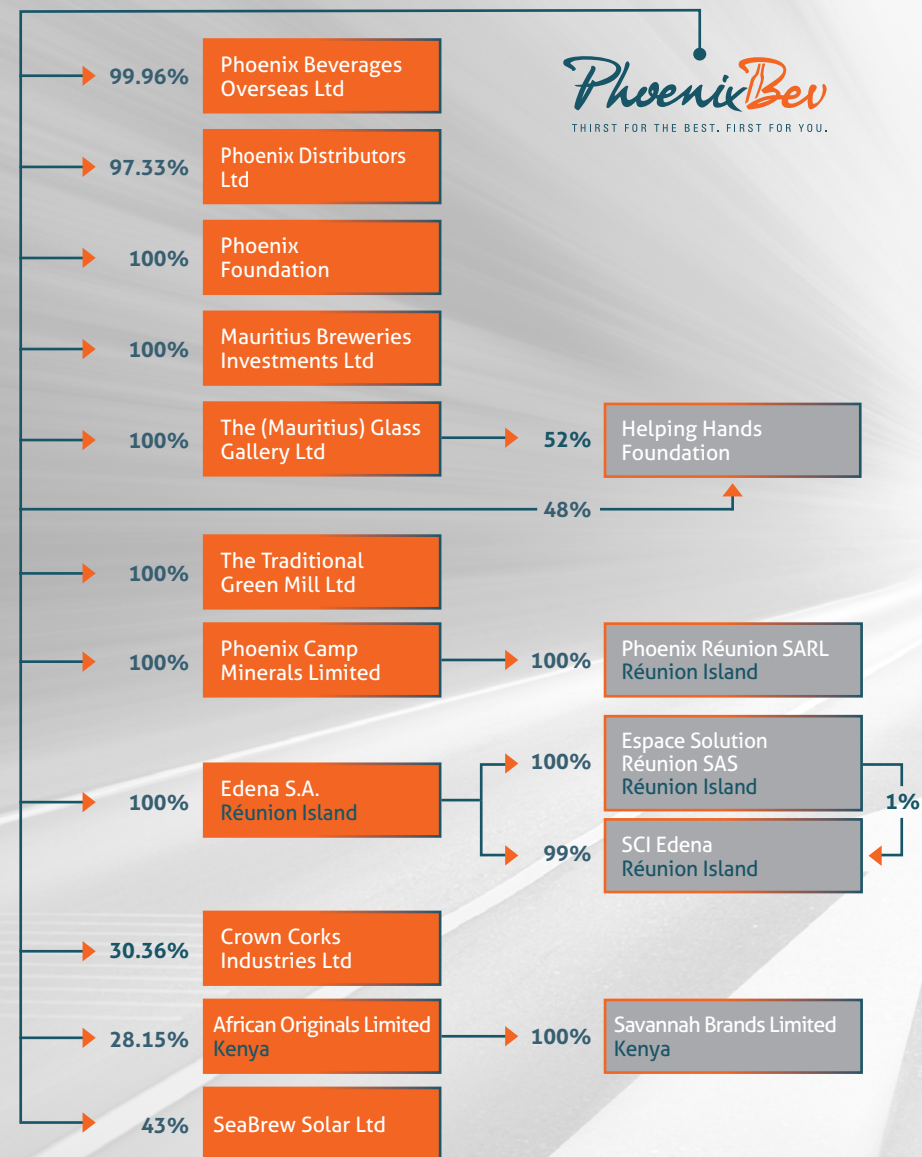 PhoenixBev
THIRST FOR THE BEST. FIRST FOR YOU.
99.96%
Phoenix Beverages
Overseas Ltd
97.33%
Phoenix Distributors
Ltd
100%
Phoenix
Foundation
100%
Mauritius Breweries
Investments Ltd
100%
The (Mauritius) Glass
Gallery Ltd
52%
Helping Hands
Foundation
48%
100%
The Traditional
Green Mill Ltd
100%
Phoenix Camp
Minerals Limited
100%
Phoenix Réunion SARL
Réunion Island
100%
Edena S.A.
Réunion Island
100%
Espace Solution
Réunion SAS
Réunion Island
1%
99%
SCI Edena
Réunion Island
30.36%
Crown Corks
Industries Ltd
28.15%
African Originals Limited
Kenya
100%
Savannah Brands Limited
Kenya
43%
SeaBrew Solar Ltd